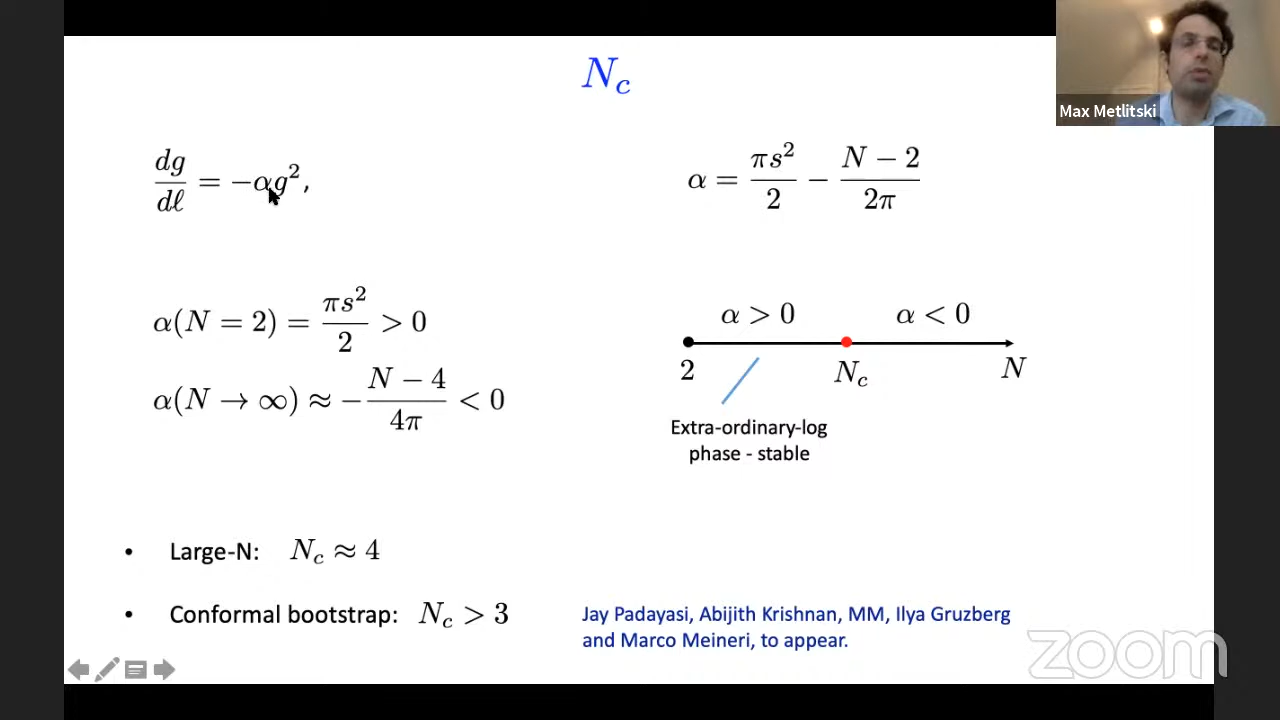 N_c
Max Metlitski
dg/dℓ = −αg²,
α = πs²/2 − (N − 2)/2π
α(N = 2) = πs²/2 > 0
α(N → ∞) ≈ −(N − 4)/4π < 0
α > 0 α < 0
2 N_c N
Extra-ordinary-log
phase - stable
• Large-N: N_c ≈ 4
• Conformal bootstrap: N_c > 3
Jay Padayasi, Abijith Krishnan, MM, Ilya Gruzberg
and Marco Meineri, to appear.
zoom